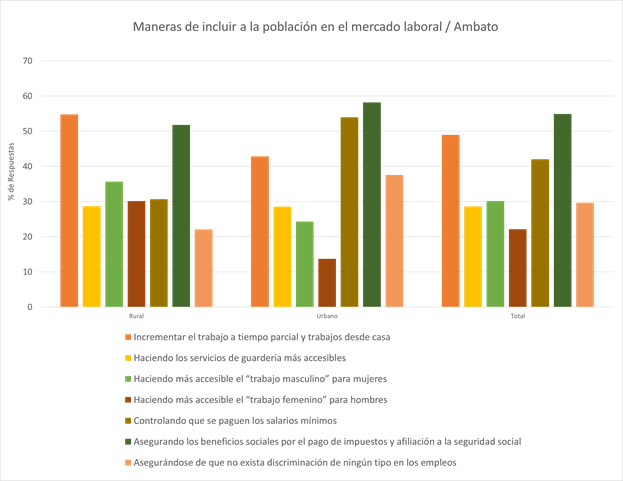 Maneras de incluir a la población en el mercado laboral / Ambato
% de Respuestas
70
60
50
40
30
20
10
0
Rural
Urbano
Total
Incrementar el trabajo a tiempo parcial y trabajos desde casa
Haciendo los servicios de guardería más accesibles
Haciendo más accesible el “trabajo masculino” para mujeres
Haciendo más accesible el “trabajo femenino” para hombres
Controlando que se paguen los salarios mínimos
Asegurando los beneficios sociales por el pago de impuestos y afiliación a la seguridad social
Asegurándose de que no exista discriminación de ningún tipo en los empleos